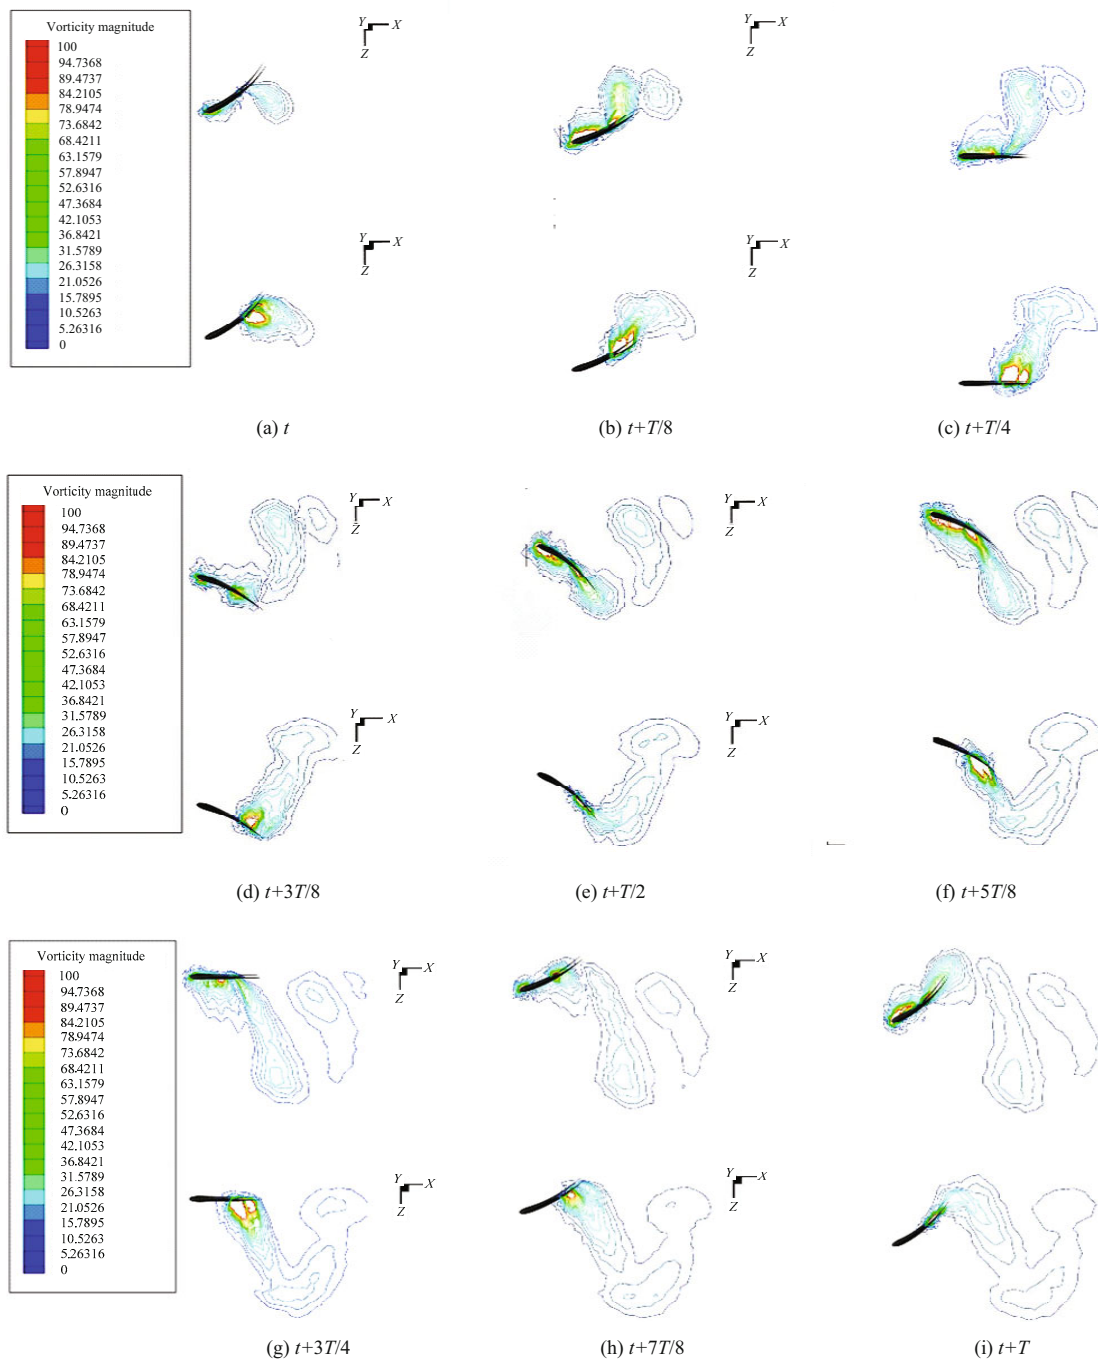 Vorticity magnitude
100
94.7368
89.4737
84.2105
78.9474
73.6842
68.4211
63.1579
57.8947
52.6316
47.3684
42.1053
36.8421
31.5789
26.3158
21.0526
15.7895
10.5263
5.26316
0
Y X
Z
Y X
Z
Y X
Z
Y X
Z
(a) t
(b) t+T/8
(c) t+T/4
Vorticity magnitude
100
94.7368
89.4737
84.2105
78.9474
73.6842
68.4211
63.1579
57.8947
52.6316
47.3684
42.1053
36.8421
31.5789
26.3158
21.0526
15.7895
10.5263
5.26316
0
Y X
Z
Y X
Z
Y X
Z
Y X
Z
(d) t+3T/8
(e) t+T/2
(f) t+5T/8
Vorticity magnitude
100
94.7368
89.4737
84.2105
78.9474
73.6842
68.4211
63.1579
57.8947
52.6316
47.3684
42.1053
36.8421
31.5789
26.3158
21.0526
15.7895
10.5263
5.26316
0
Y X
Z
Y X
Z
Y X
Z
Y X
Z
(g) t+3T/4
(h) t+7T/8
(i) t+T